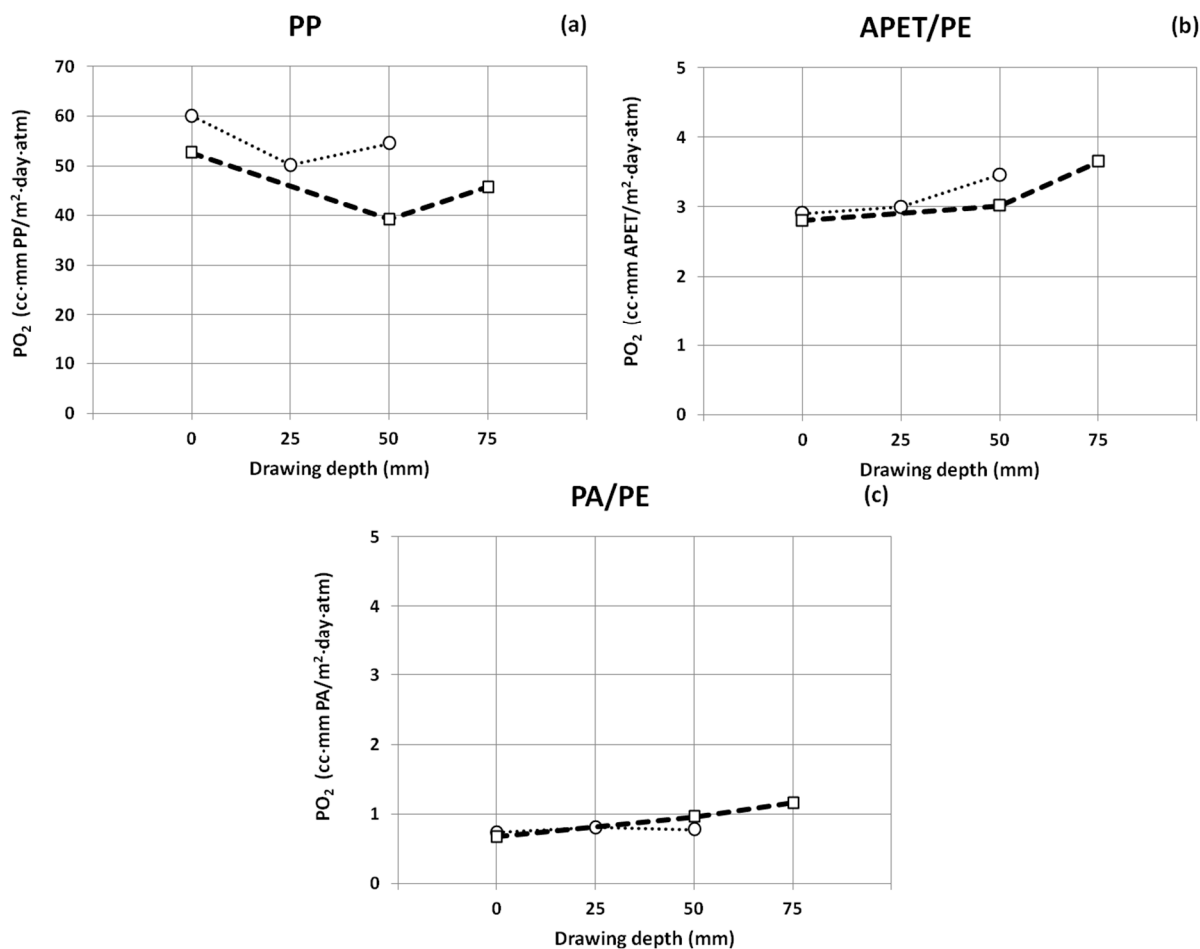 PP
(a)
PO₂ (cc·mm PP/m²·day·atm)
70
60
50
40
30
20
10
0
0 25 50 75
Drawing depth (mm)
APET/PE
(b)
PO₂ (cc·mm APET/m²·day·atm)
5
4
3
2
1
0
0 25 50 75
Drawing depth (mm)
PA/PE
(c)
PO₂ (cc·mm PA/m²·day·atm)
5
4
3
2
1
0
0 25 50 75
Drawing depth (mm)